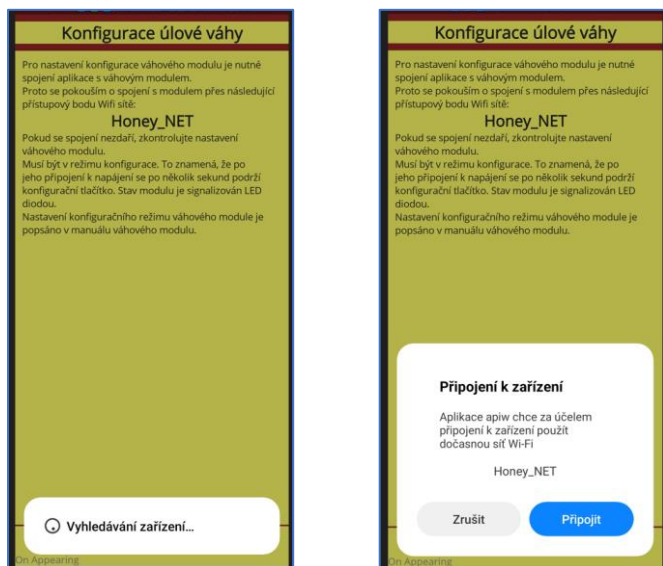 Konfigurace úlové váhy
Pro nastavení konfigurace váhového modulu je nutné
spojení aplikace s váhovým modulem.
Proto se pokouším o spojení s modulem přes následující
přístupový bodu Wifi sítě:
Honey_NET
Pokud se spojení nezdaří, zkontrolujte nastavení
váhového modulu.
Musí být v režimu konfigurace. To znamená, že po
jeho připojení k napájení se po několik sekund podrží
konfigurační tlačítko. Stav modulu je signalizován LED
diodou.
Nastavení konfiguračního režimu váhového module je
popsáno v manuálu váhového modulu.
Vyhledávání zařízení...
On Appearing
Konfigurace úlové váhy
Pro nastavení konfigurace váhového modulu je nutné
spojení aplikace s váhovým modulem.
Proto se pokouším o spojení s modulem přes následující
přístupový bodu Wifi sítě:
Honey_NET
Pokud se spojení nezdaří, zkontrolujte nastavení
váhového modulu.
Musí být v režimu konfigurace. To znamená, že po
jeho připojení k napájení se po několik sekund podrží
konfigurační tlačítko. Stav modulu je signalizován LED
diodou.
Nastavení konfiguračního režimu váhového module je
popsáno v manuálu váhového modulu.
Připojení k zařízení
Aplikace apiw chce za účelem
připojení k zařízení použít
dočasnou síť Wi-Fi
Honey_NET
Zrušit Připojit
On Appearing